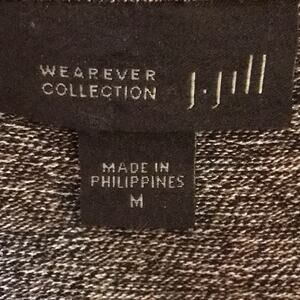 WEAREVER
COLLECTION
J.Jill
MADE IN
PHILIPPINES
M